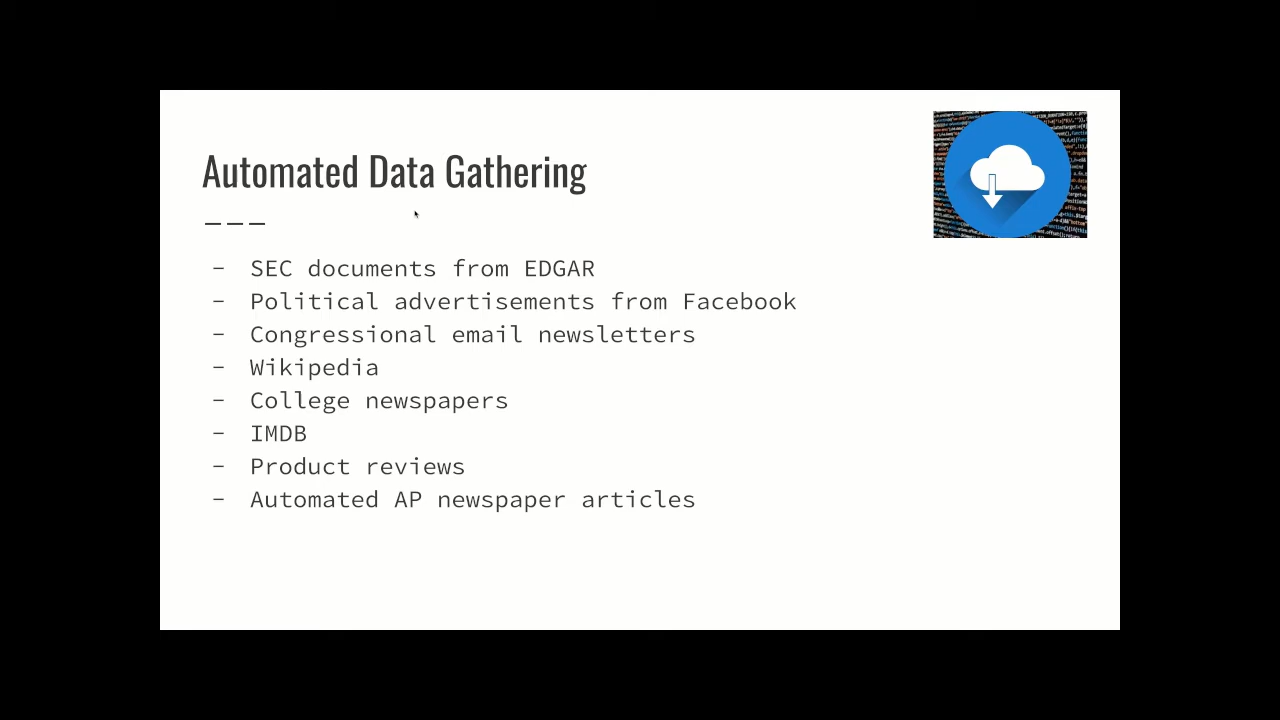 Automated Data Gathering
- SEC documents from EDGAR
- Political advertisements from Facebook
- Congressional email newsletters
- Wikipedia
- College newspapers
- IMDB
- Product reviews
- Automated AP newspaper articles